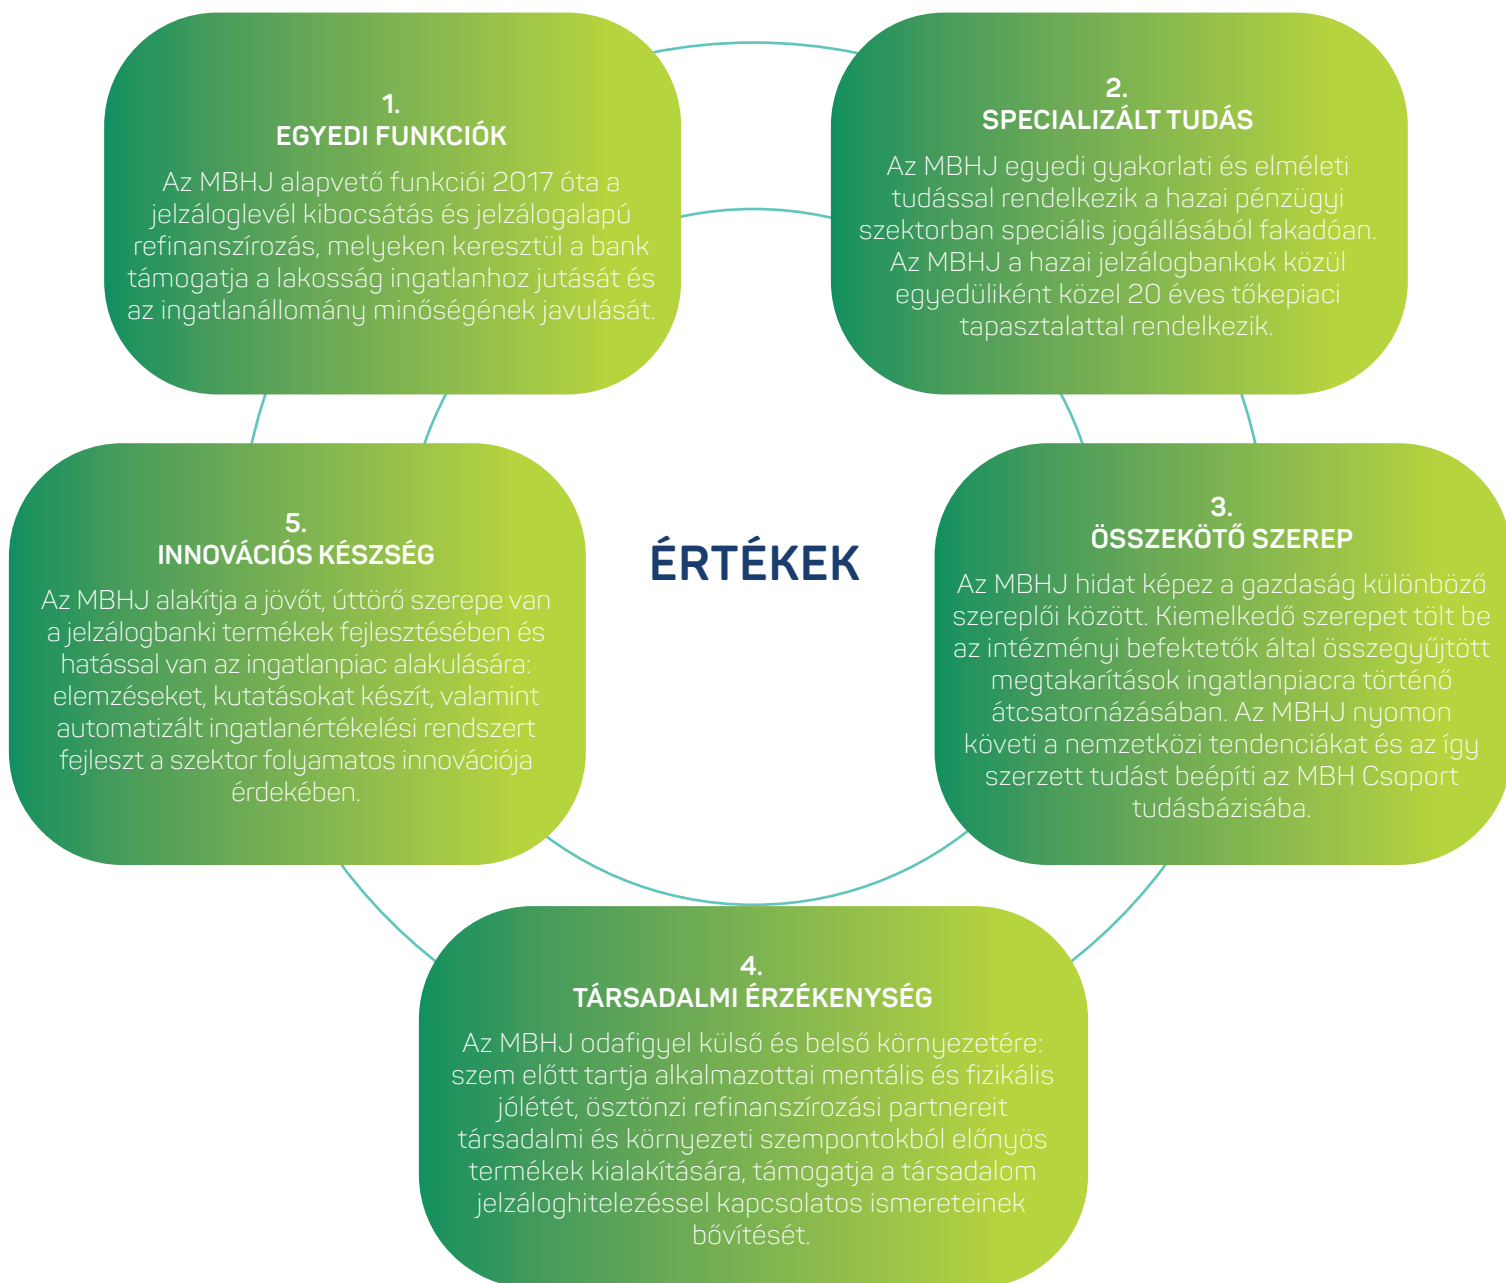 1.
EGYEDI FUNKCIÓK
Az MBHJ alapvető funkciói 2017 óta a
jelzáloglevél kibocsátás és jelzálogalapú
refinanszírozás, melyeken keresztül a bank
támogatja a lakosság ingatlanhoz jutását és
az ingatlanállomány minőségének javulását.
2.
SPECIALIZÁLT TUDÁS
Az MBHJ egyedi gyakorlati és elméleti
tudással rendelkezik a hazai pénzügyi
szektorban speciális jogállásából fakadóan.
Az MBHJ a hazai jelzálogbankok közül
egyedüliként közel 20 éves tőkepiaci
tapasztalattal rendelkezik.
ÉRTÉKEK
3.
ÖSSZEKÖTŐ SZEREP
Az MBHJ hidat képez a gazdaság különböző
szereplői között. Kiemelkedő szerepet tölt be
az intézményi befektetők által összegyűjtött
megtakarítások ingatlanpiacra történő
átcsatornázásában. Az MBHJ nyomon
követi a nemzetközi tendenciákat és az így
szerzett tudást beépíti az MBH Csoport
tudásbázisába.
4.
TÁRSADALMI ÉRZÉKENYSÉG
Az MBHJ odafigyel külső és belső környezetére:
szem előtt tartja alkalmazottai mentális és fizikális
jólétét, ösztönzi refinanszírozási partnereit
társadalmi és környezeti szempontokból előnyös
termékek kialakítására, támogatja a társadalom
jelzáloghitelezéssel kapcsolatos ismereteinek
bővítését.
5.
INNOVÁCIÓS KÉSZSÉG
Az MBHJ alakítja a jövőt, úttörő szerepe van
a jelzálogbanki termékek fejlesztésében és
hatással van az ingatlanpiac alakulására:
elemzéseket, kutatásokat készít, valamint
automatizált ingatlanértékelési rendszert
fejleszt a szektor folyamatos innovációja
érdekében.